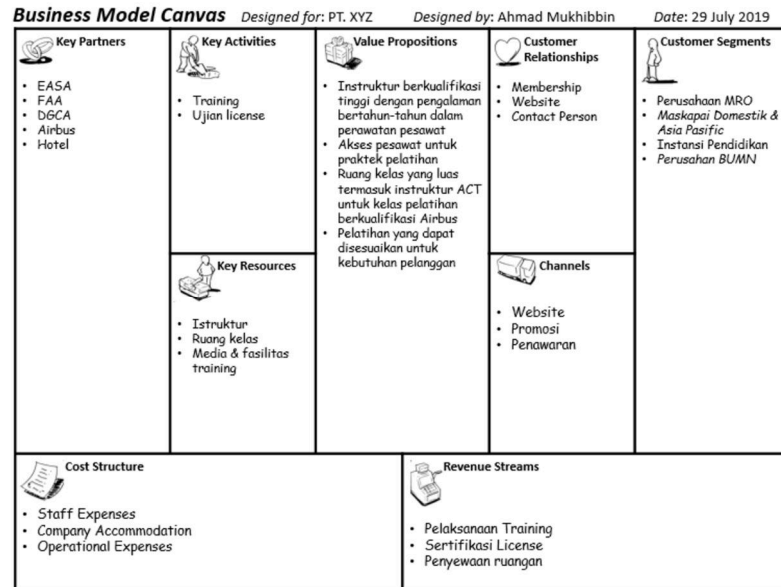 Business Model Canvas Designed for: PT. XYZ Designed by: Ahmad Mukhibbin Date: 29 July 2019
Key Partners
• EASA
• FAA
• DGCA
• Airbus
• Hotel
Key Activities
• Training
• Ujian license
Key Resources
• Istruktur
• Ruang kelas
• Media & fasilitas
training
Value Propositions
• Instruktur berkualifikasi
tinggi dengan pengalaman
bertahun-tahun dalam
perawatan pesawat
• Akses pesawat untuk
praktek pelatihan
• Ruang kelas yang luas
termasuk instruktur ACT
untuk kelas pelatihan
berkualifikasi Airbus
• Pelatihan yang dapat
disesuaikan untuk
kebutuhan pelanggan
Customer
Relationships
• Membership
• Website
• Contact Person
Channels
• Website
• Promosi
• Penawaran
Customer Segments
• Perusahaan MRO
• Maskapai Domestik &
Asia Pasific
• Instansi Pendidikan
• Perusahan BUMN
Cost Structure
• Staff Expenses
• Company Accommodation
• Operational Expenses
Revenue Streams
• Pelaksanaan Training
• Sertifikasi License
• Penyewaan ruangan